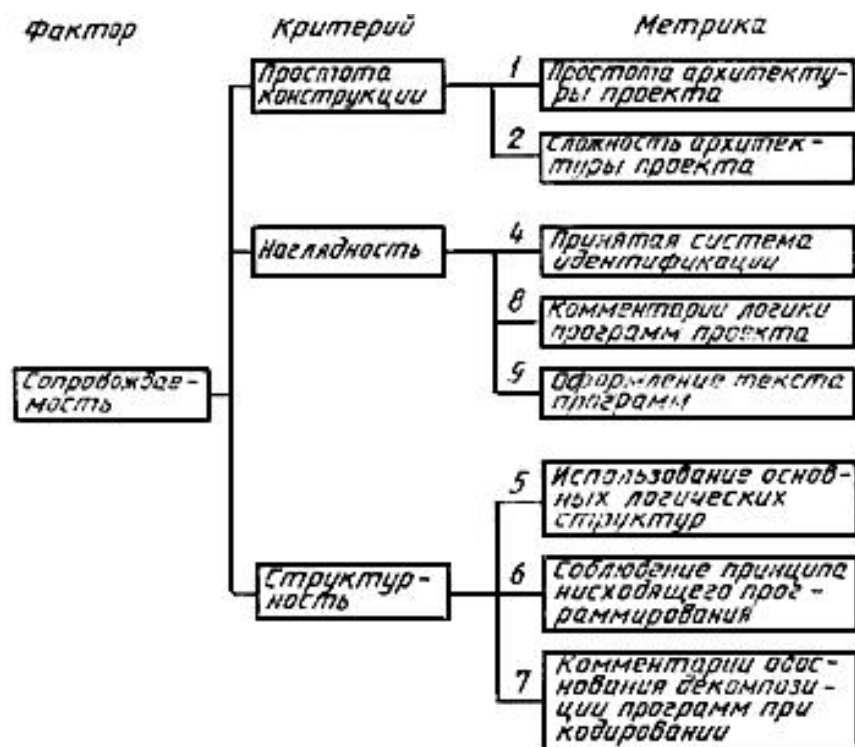 Фактор Критерий Метрика
Простота
конструкции
1
Простота архитекту-
ры проекта
2
Сложность архитек-
туры проекта
Наглядность
4
Принятая система
идентификации
8
Комментарии логики
программ проекта
9
Оформление текста
программ
Сопровождае-
мость
Структур-
ность
5
Использование основ-
ных логических
структур
6
Соблюдение принципа
нисходящего прог-
раммирования
7
Комментарии обос-
нования декомпози-
ции программ при
кодировании